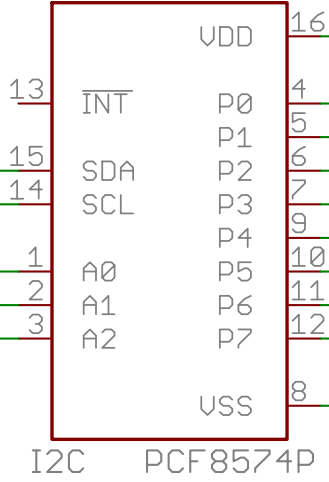 VDD 16
13 INT P0 4
P1 5
15 SDA P2 6
14 SCL P3 7
P4 9
1 A0 P5 10
2 A1 P6 11
3 A2 P7 12
VSS 8
I2C PCF8574P